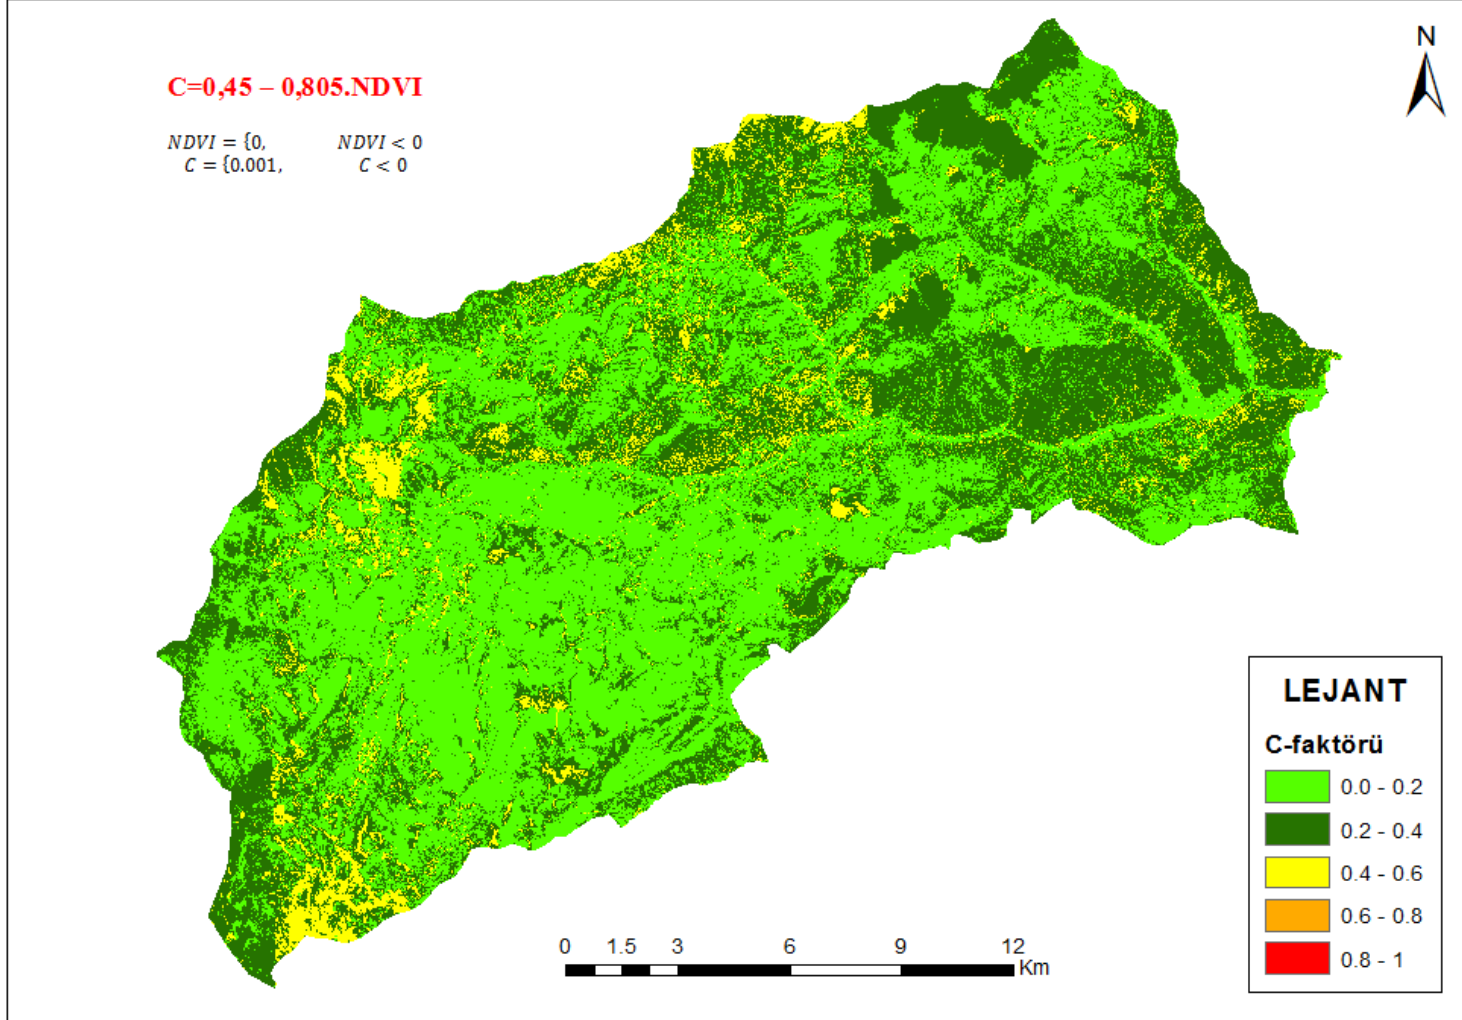 N
C=0,45 – 0,805.NDVI
NDVI = {0, NDVI < 0
C = {0.001, C < 0
LEJANT
C-faktörü
0.0 - 0.2
0.2 - 0.4
0.4 - 0.6
0.6 - 0.8
0.8 - 1
0 1.5 3 6 9 12
Km